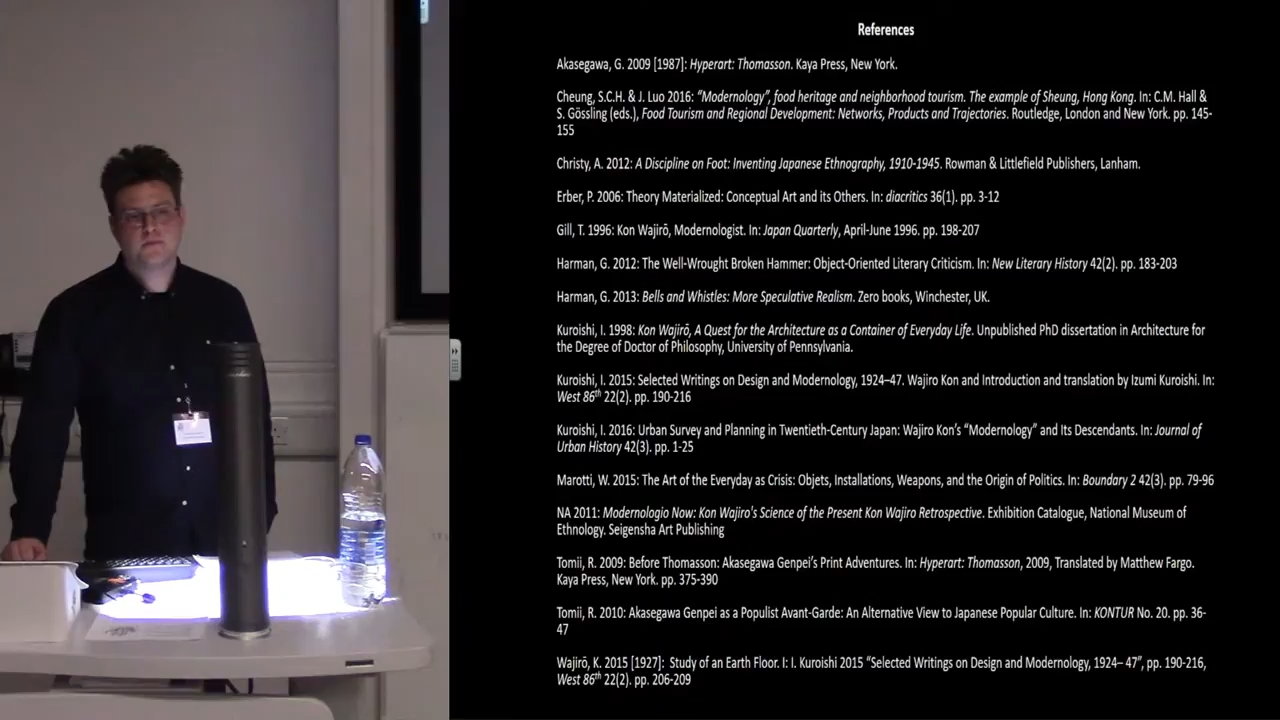 References
Akasegawa, G. 2009 [1987]: Hyperart: Thomasson. Kaya Press, New York.
Cheung, S.C.H. & J. Luo 2016: “Modernology”, food heritage and neighborhood tourism. The example of Sheung, Hong Kong. In: C.M. Hall &
S. Gössling (eds.), Food Tourism and Regional Development: Networks, Products and Trajectories. Routledge, London and New York. pp. 145-
155
Christy, A. 2012: A Discipline on Foot: Inventing Japanese Ethnography, 1910-1945. Rowman & Littlefield Publishers, Lanham.
Erber, P. 2006: Theory Materialized: Conceptual Art and its Others. In: diacritics 36(1). pp. 3-12
Gill, T. 1996: Kon Wajirō, Modernologist. In: Japan Quarterly, April-June 1996. pp. 198-207
Harman, G. 2012: The Well-Wrought Broken Hammer: Object-Oriented Literary Criticism. In: New Literary History 42(2). pp. 183-203
Harman, G. 2013: Bells and Whistles: More Speculative Realism. Zero books, Winchester, UK.
Kuroishi, I. 1998: Kon Wajirō, A Quest for the Architecture as a Container of Everyday Life. Unpublished PhD dissertation in Architecture for
the Degree of Doctor of Philosophy, University of Pennsylvania.
Kuroishi, I. 2015: Selected Writings on Design and Modernology, 1924–47. Wajiro Kon and Introduction and translation by Izumi Kuroishi. In:
West 86th 22(2). pp. 190-216
Kuroishi, I. 2016: Urban Survey and Planning in Twentieth-Century Japan: Wajiro Kon’s “Modernology” and Its Descendants. In: Journal of
Urban History 42(3). pp. 1-25
Marotti, W. 2015: The Art of the Everyday as Crisis: Objets, Installations, Weapons, and the Origin of Politics. In: Boundary 2 42(3). pp. 79-96
NA 2011: Modernologio Now: Kon Wajiro's Science of the Present Kon Wajiro Retrospective. Exhibition Catalogue, National Museum of
Ethnology. Seigensha Art Publishing
Tomii, R. 2009: Before Thomasson: Akasegawa Genpei’s Print Adventures. In: Hyperart: Thomasson, 2009, Translated by Matthew Fargo.
Kaya Press, New York. pp. 375-390
Tomii, R. 2010: Akasegawa Genpei as a Populist Avant-Garde: An Alternative View to Japanese Popular Culture. In: KONTUR No. 20. pp. 36-
47
Wajirō, K. 2015 [1927]: Study of an Earth Floor. I: I. Kuroishi 2015 “Selected Writings on Design and Modernology, 1924– 47”, pp. 190-216,
West 86th 22(2). pp. 206-209